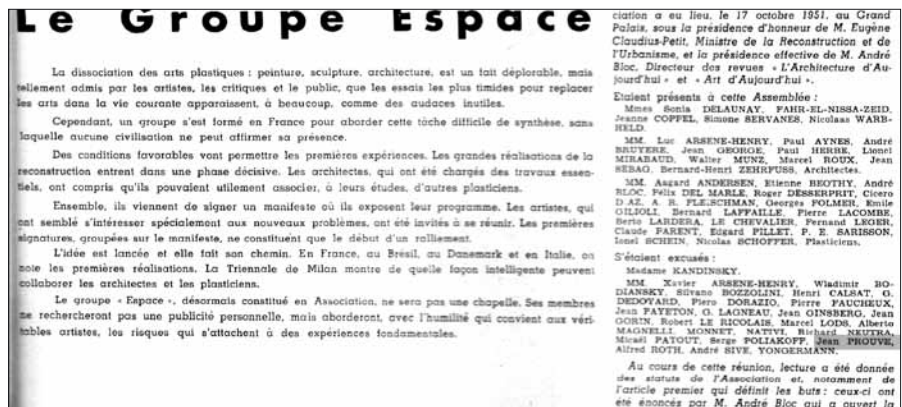 Le Groupe Espace
La dissociation des arts plastiques : peinture, sculpture, architecture, est un fait déplorable, mais
tellement admis par les artistes, les critiques et le public, que les essais les plus timides pour replacer
les arts dans la vie courante apparaissent, à beaucoup, comme des audaces inutiles.
Cependant, un groupe s'est formé en France pour aborder cette tâche difficile de synthèse, sans
laquelle aucune civilisation ne peut affirmer sa présence.
Des conditions favorables vont permettre les premières expériences. Les grandes réalisations de la
reconstruction entrent dans une phase décisive. Les architectes, qui ont été chargés des travaux essen-
tiels, ont compris qu'ils pouvaient utilement associer, à leurs études, d'autres plasticiens.
Ensemble, ils viennent de signer un manifeste où ils exposent leur programme. Les artistes, qui
ont semblé s'intéresser spécialement aux nouveaux problèmes, ont été invités à se réunir. Les premières
signatures, groupées sur le manifeste, ne constituent que le début d'un ralliement.
L'idée est lancée et elle fait son chemin. En France, au Brésil, au Danemark et en Italie, on
note les premières réalisations. La Triennale de Milan montre de quelle façon intelligente peuvent
collaborer les architectes et les plasticiens.
Le groupe « Espace », désormais constitué en Association, ne sera pas une chapelle. Ses membres
ne rechercheront pas une publicité personnelle, mais aborderont, avec l'humilité qui convient aux véri-
tables artistes, les risques qui s'attachent à des expériences fondamentales.
ciation a eu lieu, le 17 octobre 1951, au Grand
Palais, sous la présidence d'honneur de M. Eugène
Claudius-Petit, Ministre de la Reconstruction et de
l'Urbanisme, et la présidence effective de M. André
Bloc, Directeur des revues « L'Architecture d'Au-
jourd'hui » et « Art d'Aujourd'hui ».
Etaient présents à cette Assemblée :
Mmes Sonia DELAUNAY, FAHR-EL-NISSA-ZEID,
Jeanne COPPEL, Simone SERVANES, Nicolaas WARB-
HELD.
MM. Luc ARSENE-HENRY, Paul AYNES, André
BRUYERE, Jean GEORGE, Paul HERBE, Lionel
MIRABAUD, Walter MUNZ, Marcel ROUX, Jean
SEBAG, Bernard-Henri ZEHRFUSS, Architectes.
MM. Aagard ANDERSEN, Etienne BEOTHY, André
BLOC, Félix DEL MARLE, Roger DESSERPRIT, Cicero
DIAZ, A. R. FLEISCHMAN, Georges FOLMER, Emile
GILIOLI, Bernard LAFFAILLE, Pierre LACOMBE,
Berto LARDERA, LE CHEVALIER, Fernand LEGER,
Claude PARENT, Edgard PILLET, P. E. SARISSON,
Ionel SCHEIN, Nicolas SCHOFFER, Plasticiens.
S'étaient excusés :
Madame KANDINSKY.
MM. Xavier ARSENE-HENRY, Wladimir BO-
DIANSKY, Silvano BOZZOLINI, Henri CALSAT, G.
DEDOYARD, Piero DORAZIO, Pierre FAUCHEUX,
Jean FAYETON, G. LAGNEAU, Jean GINSBERG, Jean
GORIN, Robert LE RICOLAIS, Marcel LODS, Alberto
MAGNELLI, MONNET, NATIVI, Richard NEUTRA,
Micaël PATOUT, Serge POLIAKOFF, Jean PROUVE,
Alfred ROTH, André SIVE, YONGERMANN.
Au cours de cette réunion, lecture a été donnée
des statuts de l'Association et, notamment de
l'article premier qui définit les buts : ceux-ci ont
été énoncés par M. André Bloc qui a ouvert la